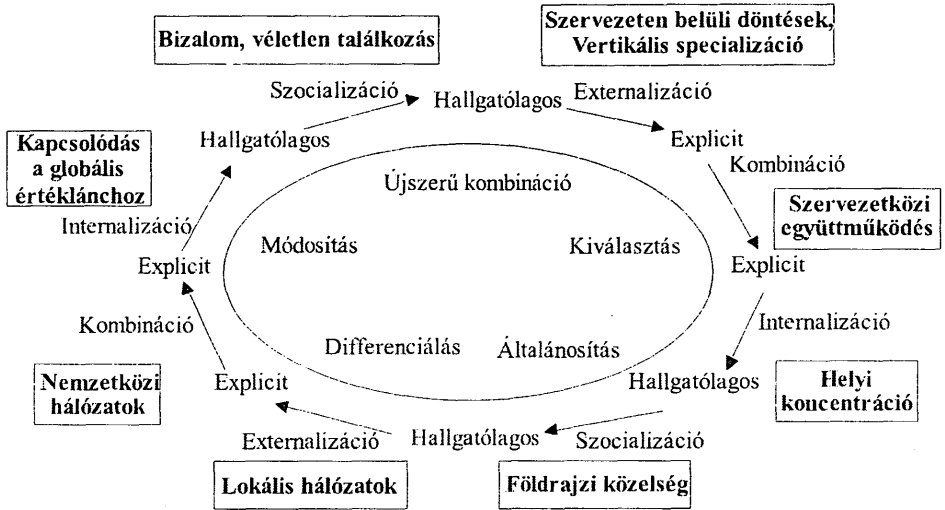 Bizalom, véletlen találkozás
Szervezeten belüli döntések,
Vertikális specializáció
Szocializáció
Hallgatólagos
Externalizáció
Kapcsolódás
a globális
értéklánchoz
Hallgatólagos
Explicit
Kombináció
Újszerű kombináció
Internalizáció
Módosítás
Kiválasztás
Szervezetközi
együttműködés
Explicit
Explicit
Kombináció
Internalizáció
Differenciálás
Általánosítás
Nemzetközi
hálózatok
Explicit
Hallgatólagos
Helyi
koncentráció
Externalizáció
Hallgatólagos
Szocializáció
Lokális hálózatok
Földrajzi közelség